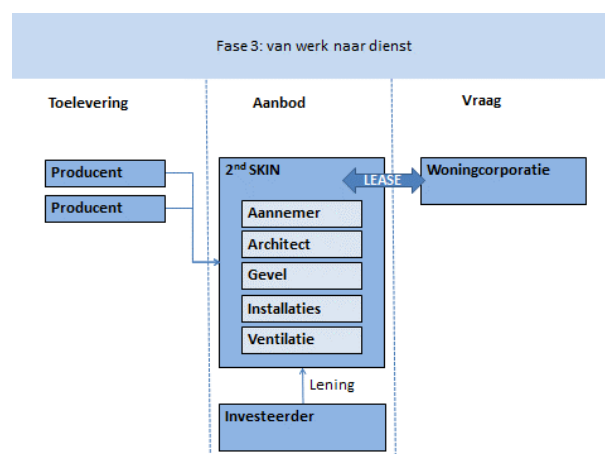 Fase 3: van werk naar dienst
Toelevering
Aanbod
Vraag
Producent
Producent
2nd SKIN
LEASE
Woningcorporatie
Aannemer
Architect
Gevel
Installaties
Ventilatie
Lening
Investeerder